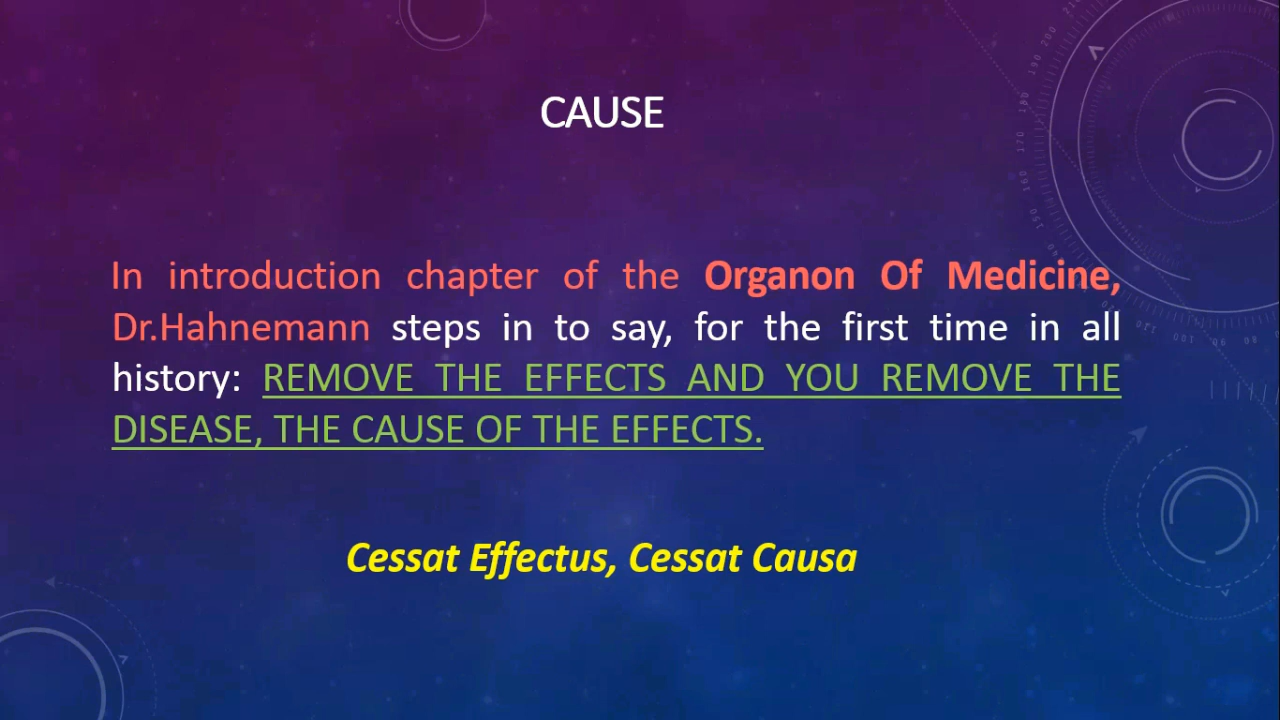 CAUSE
In introduction chapter of the Organon Of Medicine,
Dr.Hahnemann steps in to say, for the first time in all
history: REMOVE THE EFFECTS AND YOU REMOVE THE
DISEASE, THE CAUSE OF THE EFFECTS.
Cessat Effectus, Cessat Causa